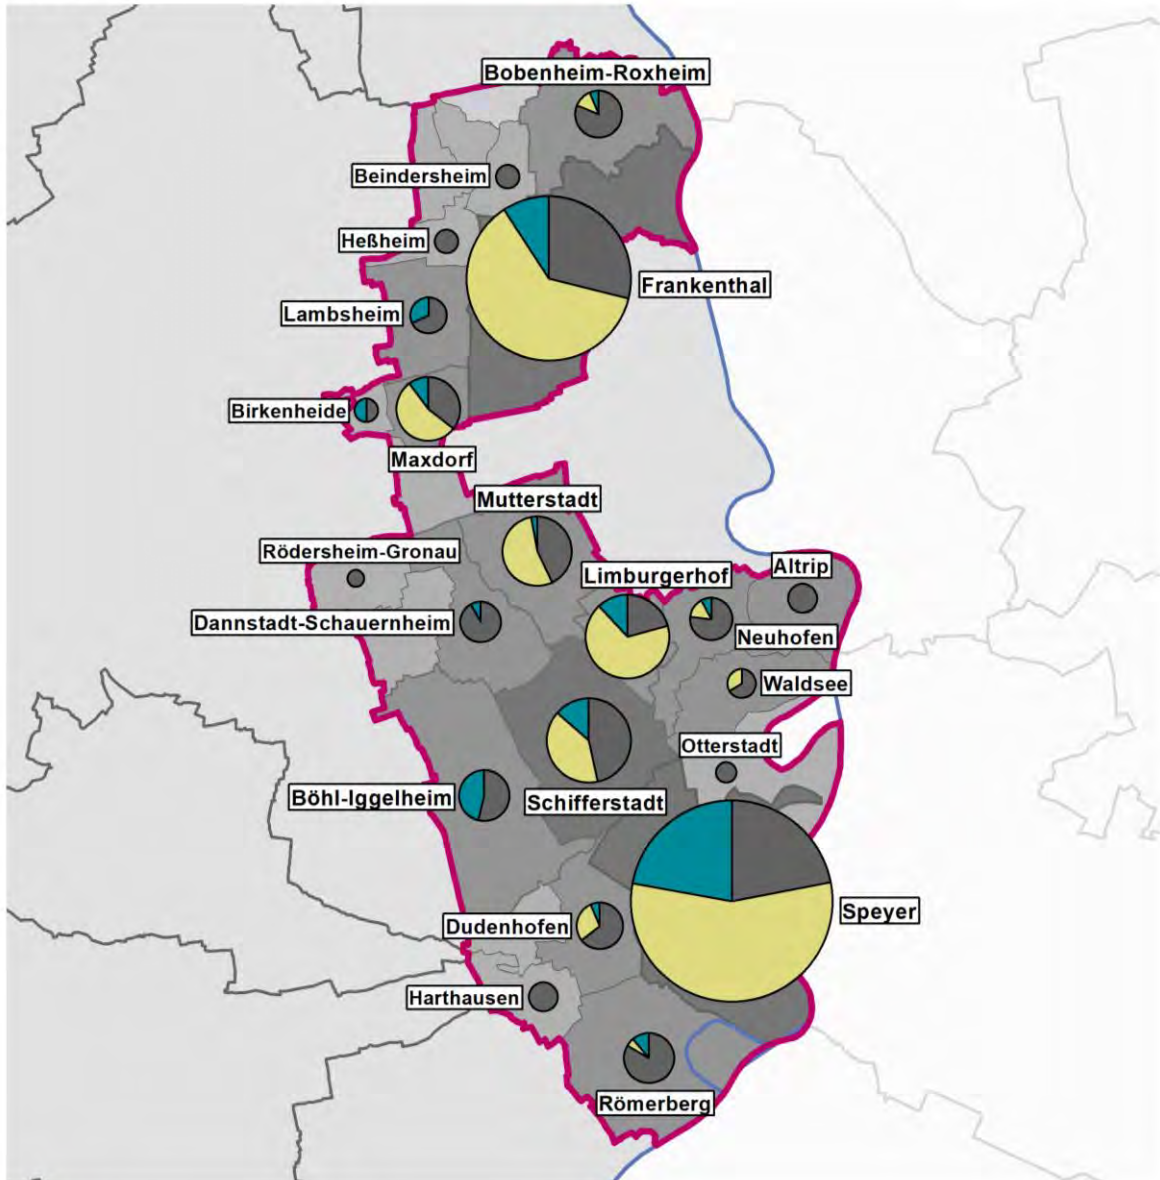 Bobenheim-Roxheim
Beindersheim
Heßheim
Frankenthal
Lambsheim
Birkenheide
Maxdorf
Mutterstadt
Rödersheim-Gronau
Limburgerhof
Altrip
Dannstadt-Schauernheim
Neuhofen
Waldsee
Otterstadt
Böhl-Iggelheim
Schifferstadt
Speyer
Dudenhofen
Harthausen
Römerberg